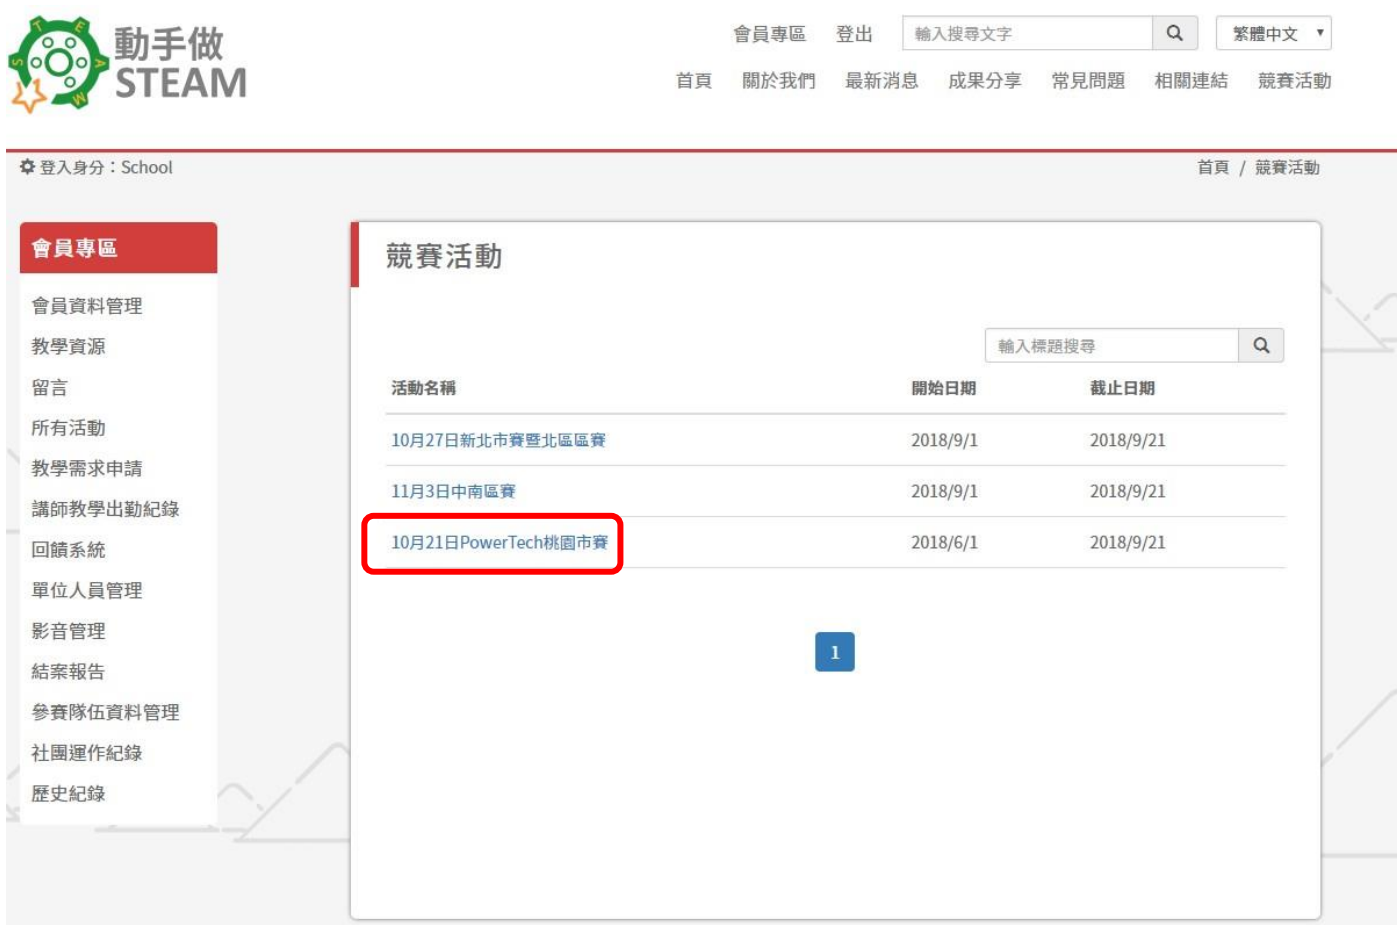 動手做
STEAM
會員專區 登出 輸入搜尋文字 繁體中文
首頁 關於我們 最新消息 成果分享 常見問題 相關連結 競賽活動
登入身分：School
首頁 / 競賽活動
會員專區
會員資料管理
教學資源
留言
所有活動
教學需求申請
講師教學出勤紀錄
回饋系統
單位人員管理
影音管理
結案報告
參賽隊伍資料管理
社團運作紀錄
歷史紀錄
競賽活動
輸入標題搜尋
活動名稱 開始日期 截止日期
10月27日新北市賽暨北區區賽 2018/9/1 2018/9/21
11月3日中南區賽 2018/9/1 2018/9/21
10月21日PowerTech桃園市賽 2018/6/1 2018/9/21
1